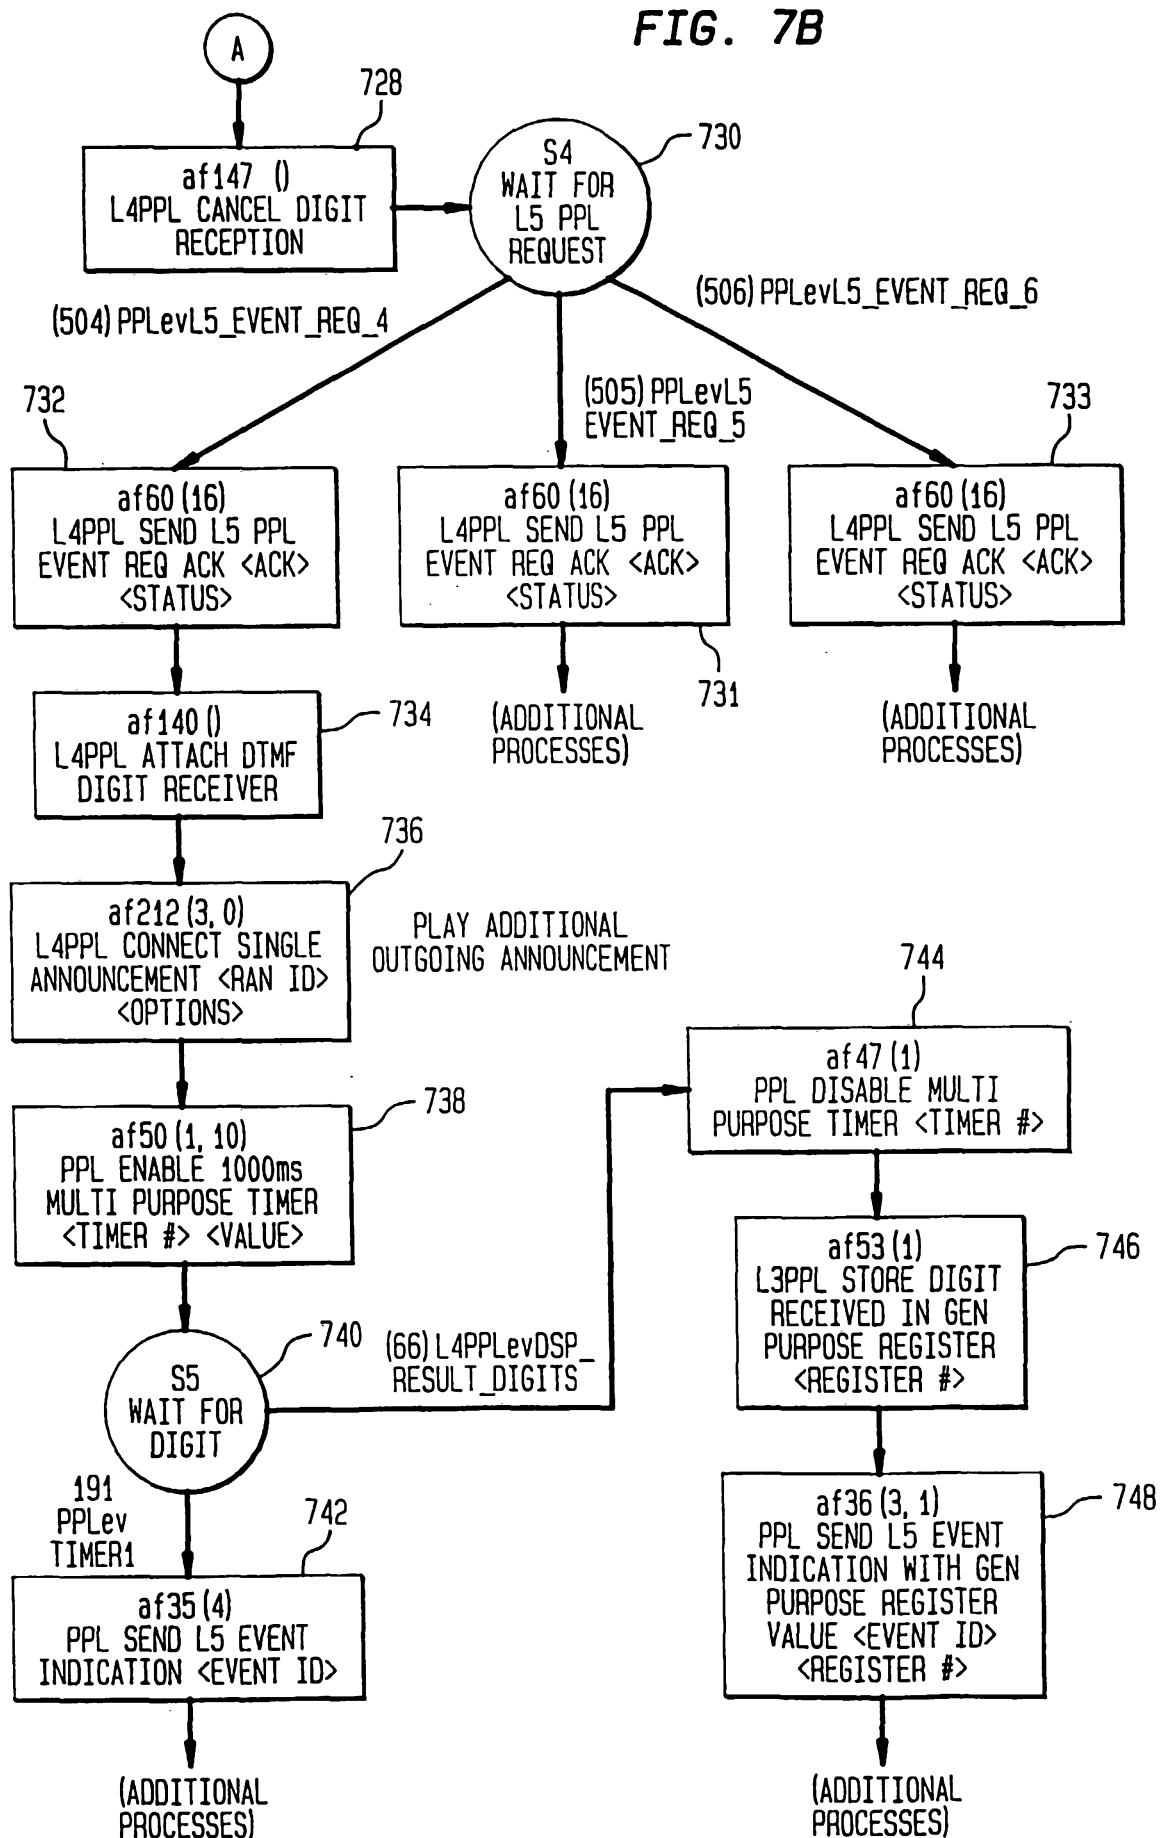 FIG. 7B
A
728
af147 ()
L4PPL CANCEL DIGIT
RECEPTION
730
S4
WAIT FOR
L5 PPL
REQUEST
(504) PPLevL5_EVENT_REQ_4
(505) PPLevL5
EVENT_REQ_5
(506) PPLevL5_EVENT_REQ_6
732
af60 (16)
L4PPL SEND L5 PPL
EVENT REQ ACK <ACK>
<STATUS>
af60 (16)
L4PPL SEND L5 PPL
EVENT REQ ACK <ACK>
<STATUS>
731
(ADDITIONAL
PROCESSES)
733
af60 (16)
L4PPL SEND L5 PPL
EVENT REQ ACK <ACK>
<STATUS>
(ADDITIONAL
PROCESSES)
734
af140 ()
L4PPL ATTACH DTMF
DIGIT RECEIVER
736
af212 (3, 0)
L4PPL CONNECT SINGLE
ANNOUNCEMENT <RAN ID>
<OPTIONS>
PLAY ADDITIONAL
OUTGOING ANNOUNCEMENT
738
af50 (1, 10)
PPL ENABLE 1000ms
MULTI PURPOSE TIMER
<TIMER #> <VALUE>
740
S5
WAIT FOR
DIGIT
(66) L4PPLevDSP_
RESULT_DIGITS
191
PPLev
TIMER1
742
af35 (4)
PPL SEND L5 EVENT
INDICATION <EVENT ID>
(ADDITIONAL
PROCESSES)
744
af47 (1)
PPL DISABLE MULTI
PURPOSE TIMER <TIMER #>
746
af53 (1)
L3PPL STORE DIGIT
RECEIVED IN GEN
PURPOSE REGISTER
<REGISTER #>
748
af36 (3, 1)
PPL SEND L5 EVENT
INDICATION WITH GEN
PURPOSE REGISTER
VALUE <EVENT ID>
<REGISTER #>
(ADDITIONAL
PROCESSES)